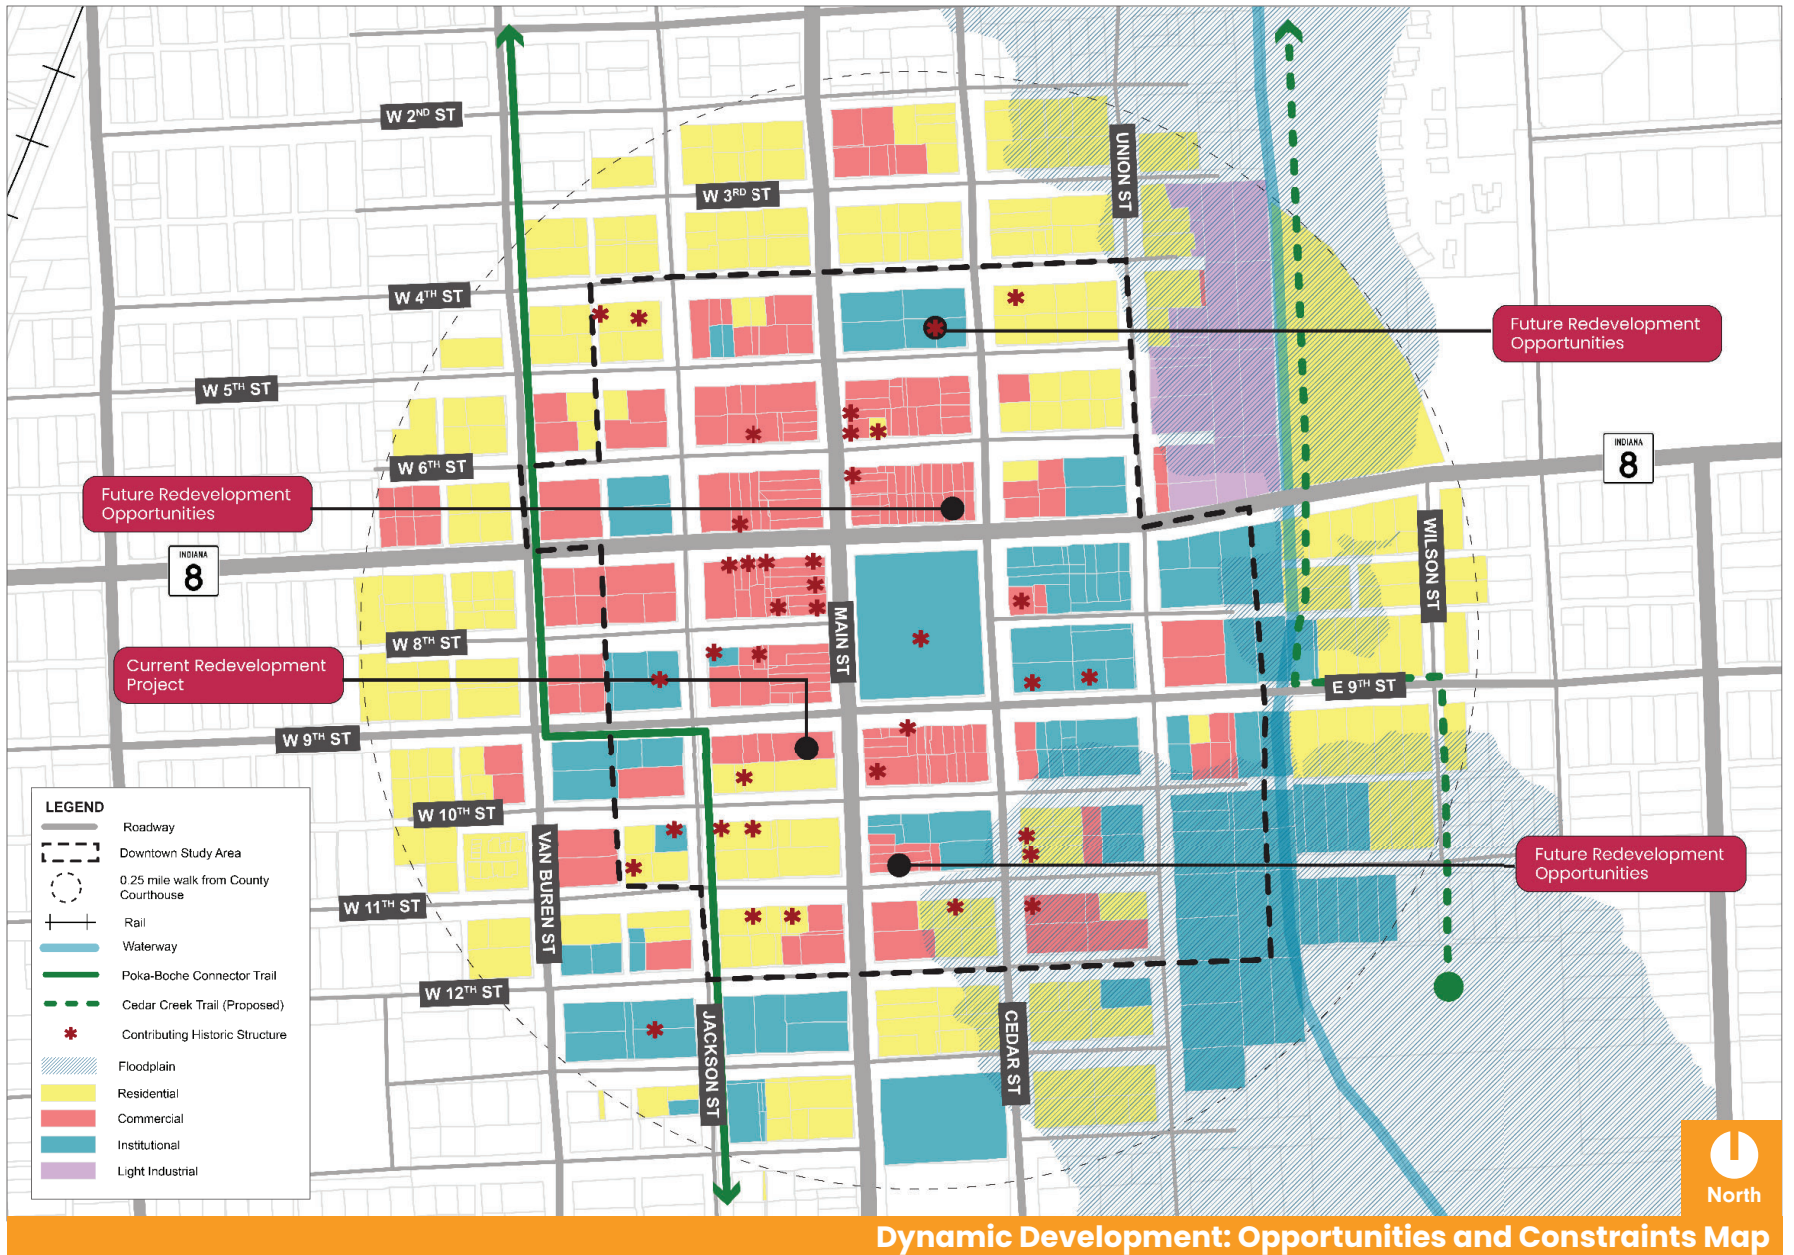 W 2ND ST
UNION ST
W 3RD ST
W 4TH ST
Future Redevelopment
Opportunities
W 5TH ST
INDIANA
8
W 6TH ST
Future Redevelopment
Opportunities
WILSON ST
INDIANA
8
MAIN ST
W 8TH ST
Current Redevelopment
Project
E 9TH ST
W 9TH ST
W 10TH ST
VAN BUREN ST
Future Redevelopment
Opportunities
W 11TH ST
W 12TH ST
JACKSON ST
CEDAR ST
LEGEND
Roadway
Downtown Study Area
0.25 mile walk from County
Courthouse
Rail
Waterway
Poka-Boche Connector Trail
Cedar Creek Trail (Proposed)
Contributing Historic Structure
Floodplain
Residential
Commercial
Institutional
Light Industrial
North
Dynamic Development: Opportunities and Constraints Map